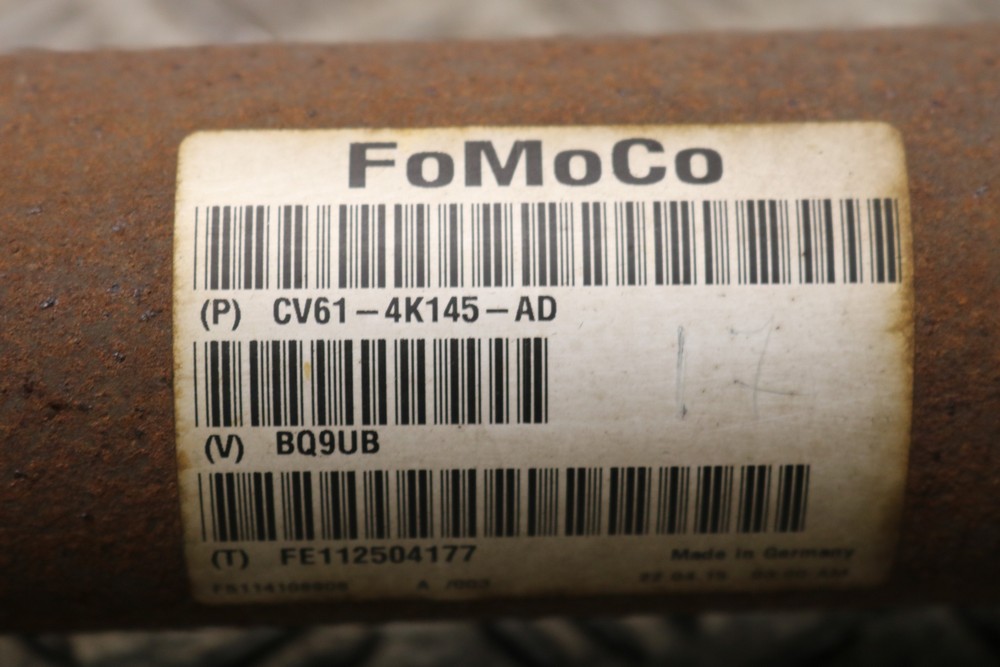 FoMoCo
(P) CV61-4K145-AD
(V) BQ9UB
(T) FE112504177
Made in Germany
A